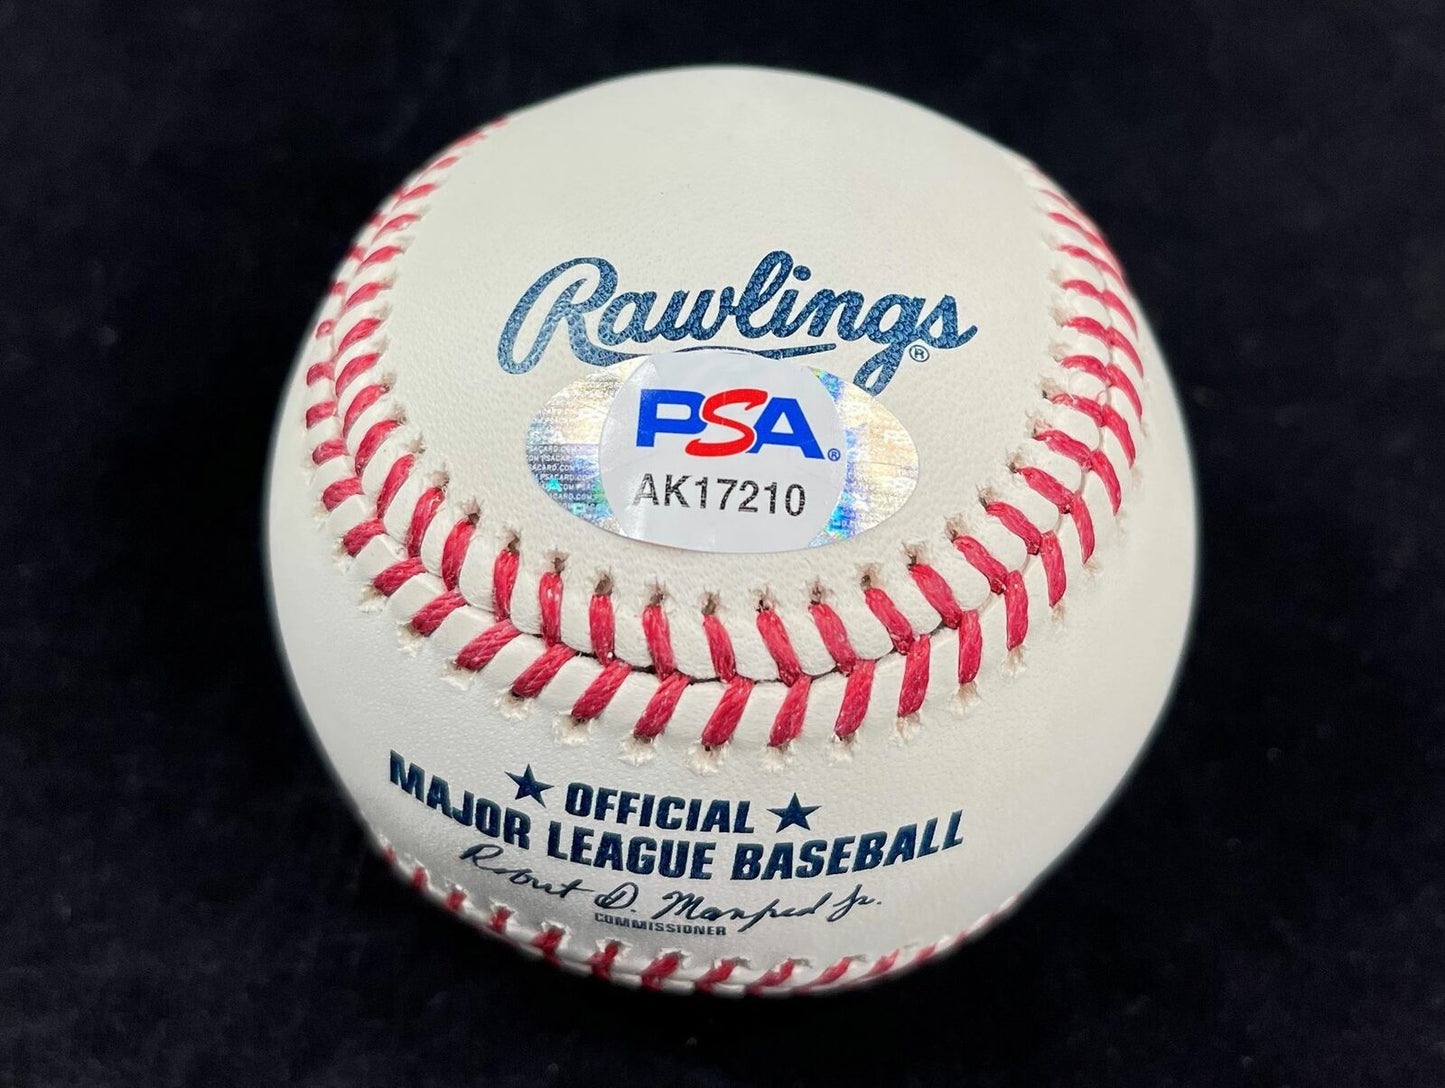 Rawlings®
PSA®
AK17210
★ OFFICIAL ★
MAJOR LEAGUE BASEBALL
Robert D. Manfred Jr.
COMMISSIONER